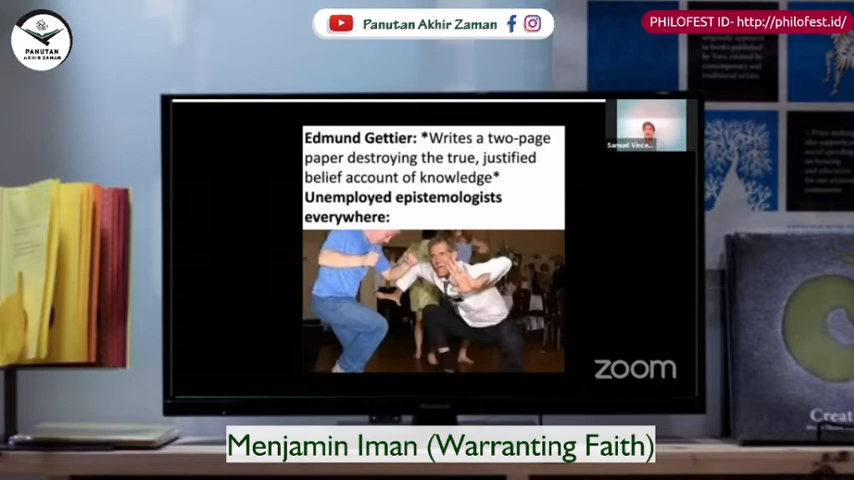 PANUTAN
AKHIR ZAMAN
Panutan Akhir Zaman
PHILOFEST ID- http://philofest.id/
Samuel Vince...
Edmund Gettier: *Writes a two-page
paper destroying the true, justified
belief account of knowledge*
Unemployed epistemologists
everywhere:
zoom
Creat
Menjamin Iman (Warranting Faith)